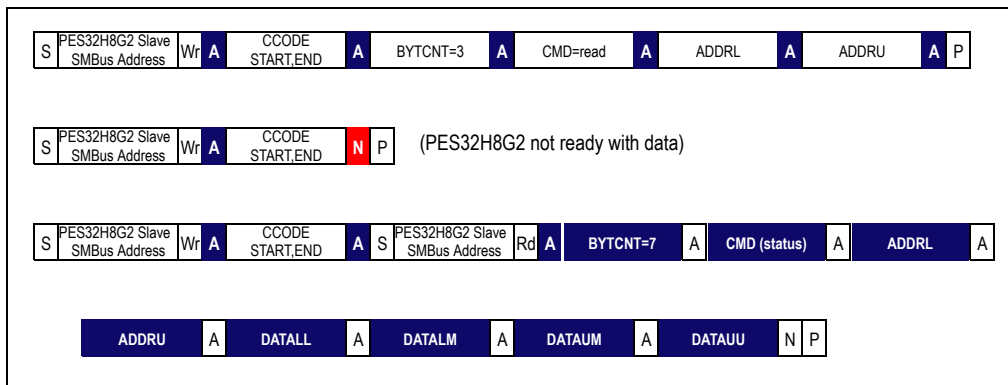 S PES32H8G2 Slave SMBus Address Wr A CCODE START,END A BYTCNT=3 A CMD=read A ADDRL A ADDRU A P
S PES32H8G2 Slave SMBus Address Wr A CCODE START,END N P (PES32H8G2 not ready with data)
S PES32H8G2 Slave SMBus Address Wr A CCODE START,END A S PES32H8G2 Slave SMBus Address Rd A BYTCNT=7 A CMD (status) A ADDRL A
ADDRU A DATALL A DATALM A DATAUM A DATAUU N P